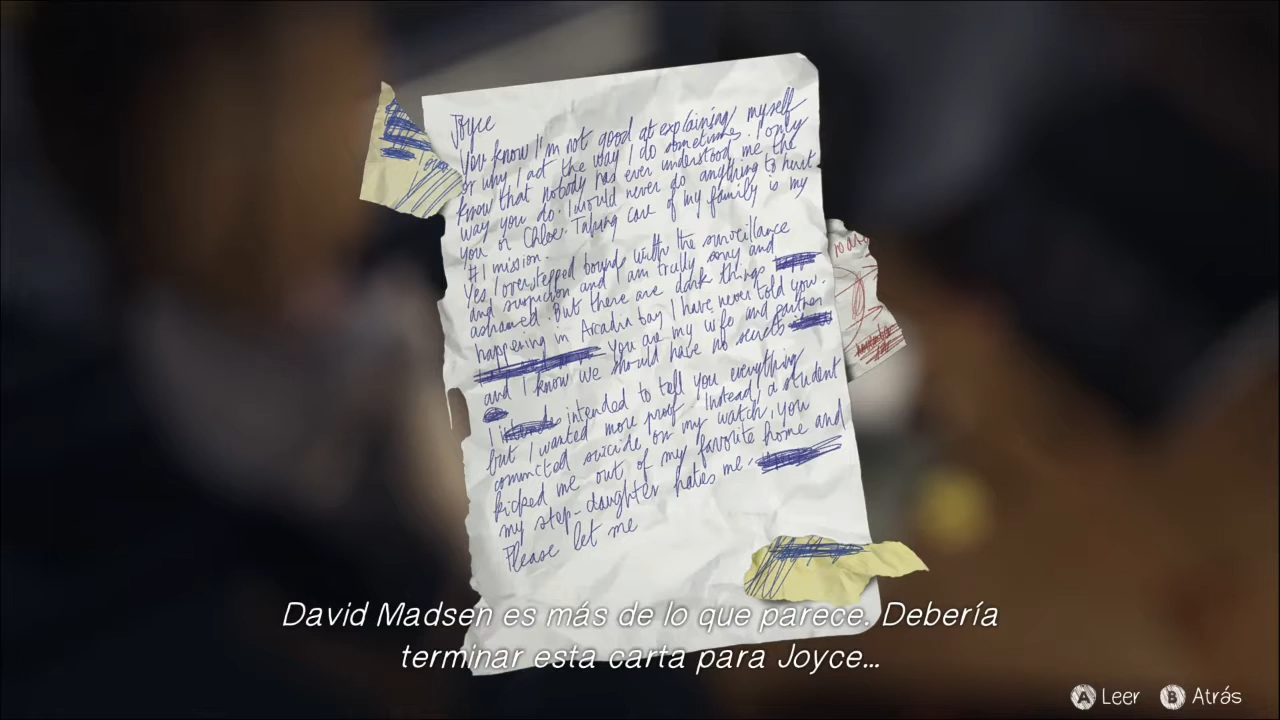 Joyce
You know I'm not good at explaining myself
or why I act the way I do sometimes. I only
know that nobody has ever understood me the
way you do. I would never do anything to hurt
you or Chloe. Taking care of my family is my
#1 mission.
Yes, I overstepped bounds with the surveillance
and suspicion and I am trully sorry and
ashamed. But there are dark things
happening in Arcadia bay I have never told you.
You are my wife and partner
and I know we should have no secrets
I intended to tell you everything
but I wanted more proof. Instead, a student
committed suicide on my watch, you
kicked me out of my favorite home and
my step-daughter hates me.
Please let me
David Madsen es más de lo que parece. Debería
terminar esta carta para Joyce...
A Leer B Atrás